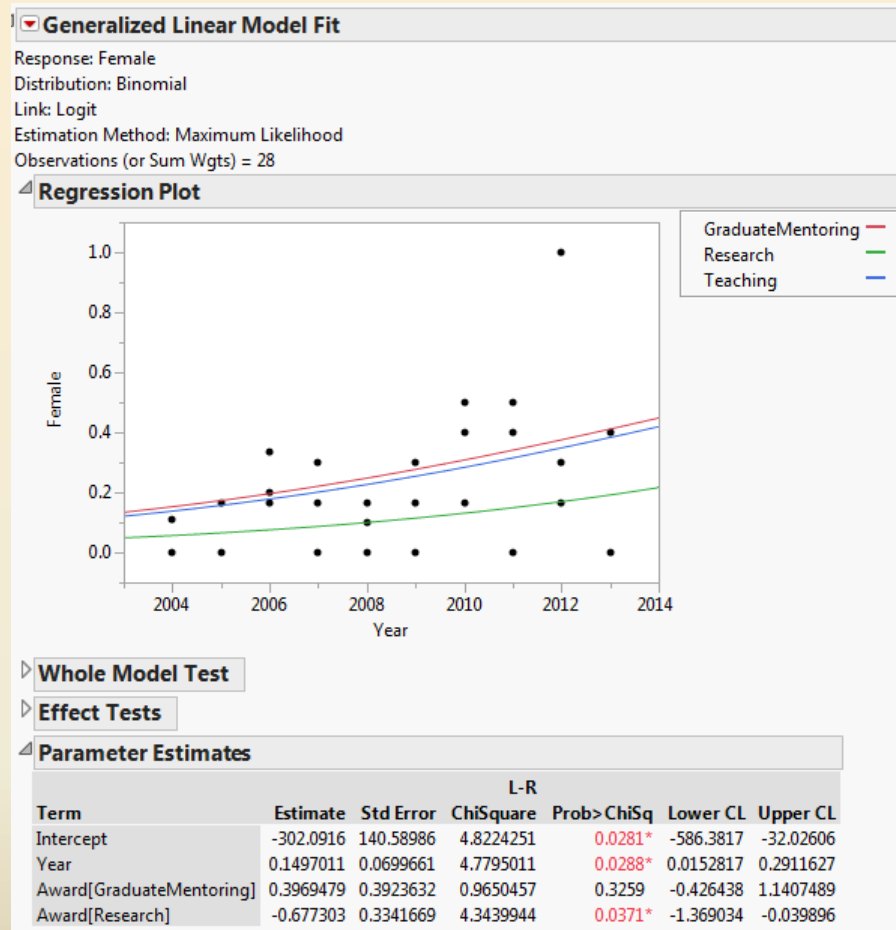 Generalized Linear Model Fit
Response: Female
Distribution: Binomial
Link: Logit
Estimation Method: Maximum Likelihood
Observations (or Sum Wgts) = 28
Regression Plot
GraduateMentoring
Research
Teaching
1.0
0.8
0.6
0.4
0.2
0.0
Female
2004 2006 2008 2010 2012 2014
Year
Whole Model Test
Effect Tests
Parameter Estimates
L-R
Term Estimate Std Error ChiSquare Prob>ChiSq Lower CL Upper CL
Intercept -302.0916 140.58986 4.8224251 0.0281* -586.3817 -32.02606
Year 0.1497011 0.0699661 4.7795011 0.0288* 0.0152817 0.2911627
Award[GraduateMentoring] 0.3969479 0.3923632 0.9650457 0.3259 -0.426438 1.1407489
Award[Research] -0.677303 0.3341669 4.3439944 0.0371* -1.369034 -0.039896